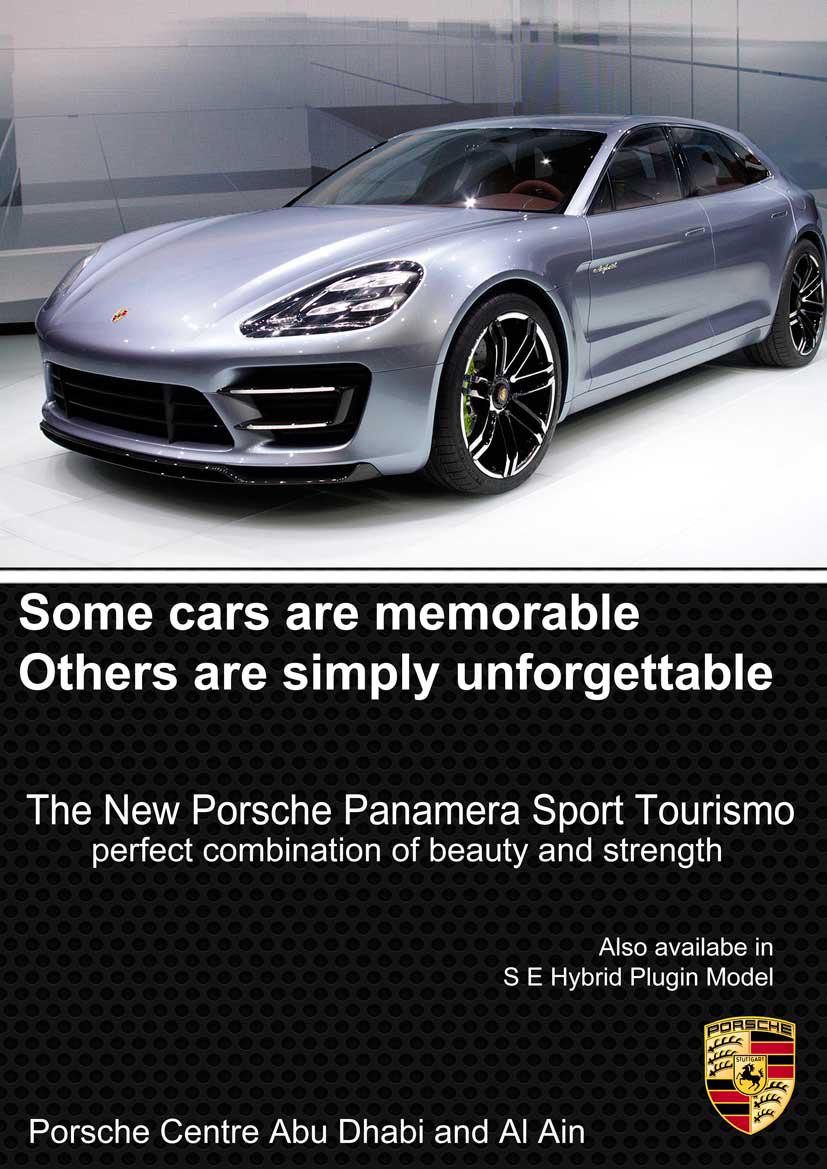 Some cars are memorable
Others are simply unforgettable
The New Porsche Panamera Sport Tourismo
perfect combination of beauty and strength
Also availabe in
S E Hybrid Plugin Model
PORSCHE
STUTTGART
Porsche Centre Abu Dhabi and Al Ain